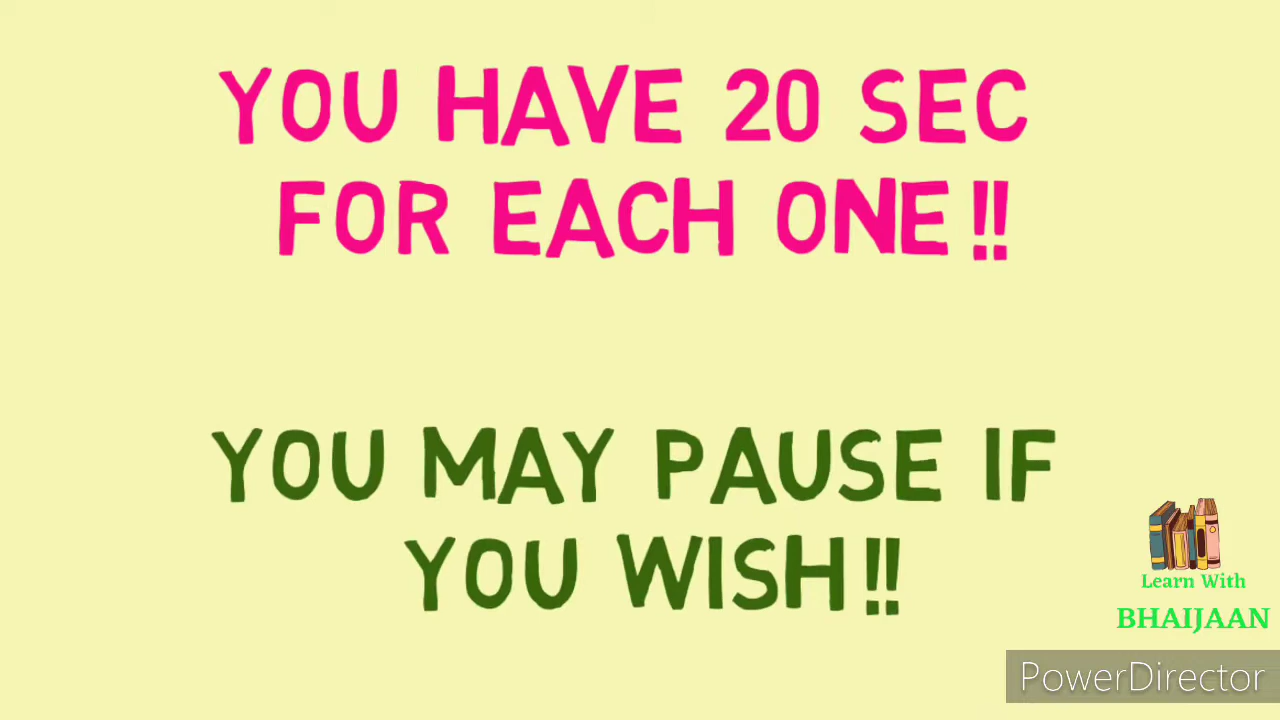 YOU HAVE 20 SEC
FOR EACH ONE!!
YOU MAY PAUSE IF
YOU WISH!!
Learn With
BHAIJAAN
PowerDirector